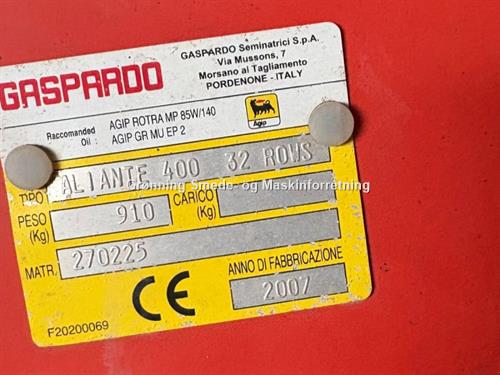 GASPARDO
GASPARDO Seminatrici S.p.A.
Via Mussons, 7
Morsano al Tagliamento
PORDENONE - ITALY
Raccomanded Oil :
AGIP ROTRA MP 85W/140
AGIP GR MU EP 2
Agip
TIPO ALIANTE 400 32 ROWS
Grønning Smede- og Maskinforretning
PESO (Kg) 910 CARICO (Kg)
MATR. 270225
CE
ANNO DI FABBRICAZIONE
2007
F20200069